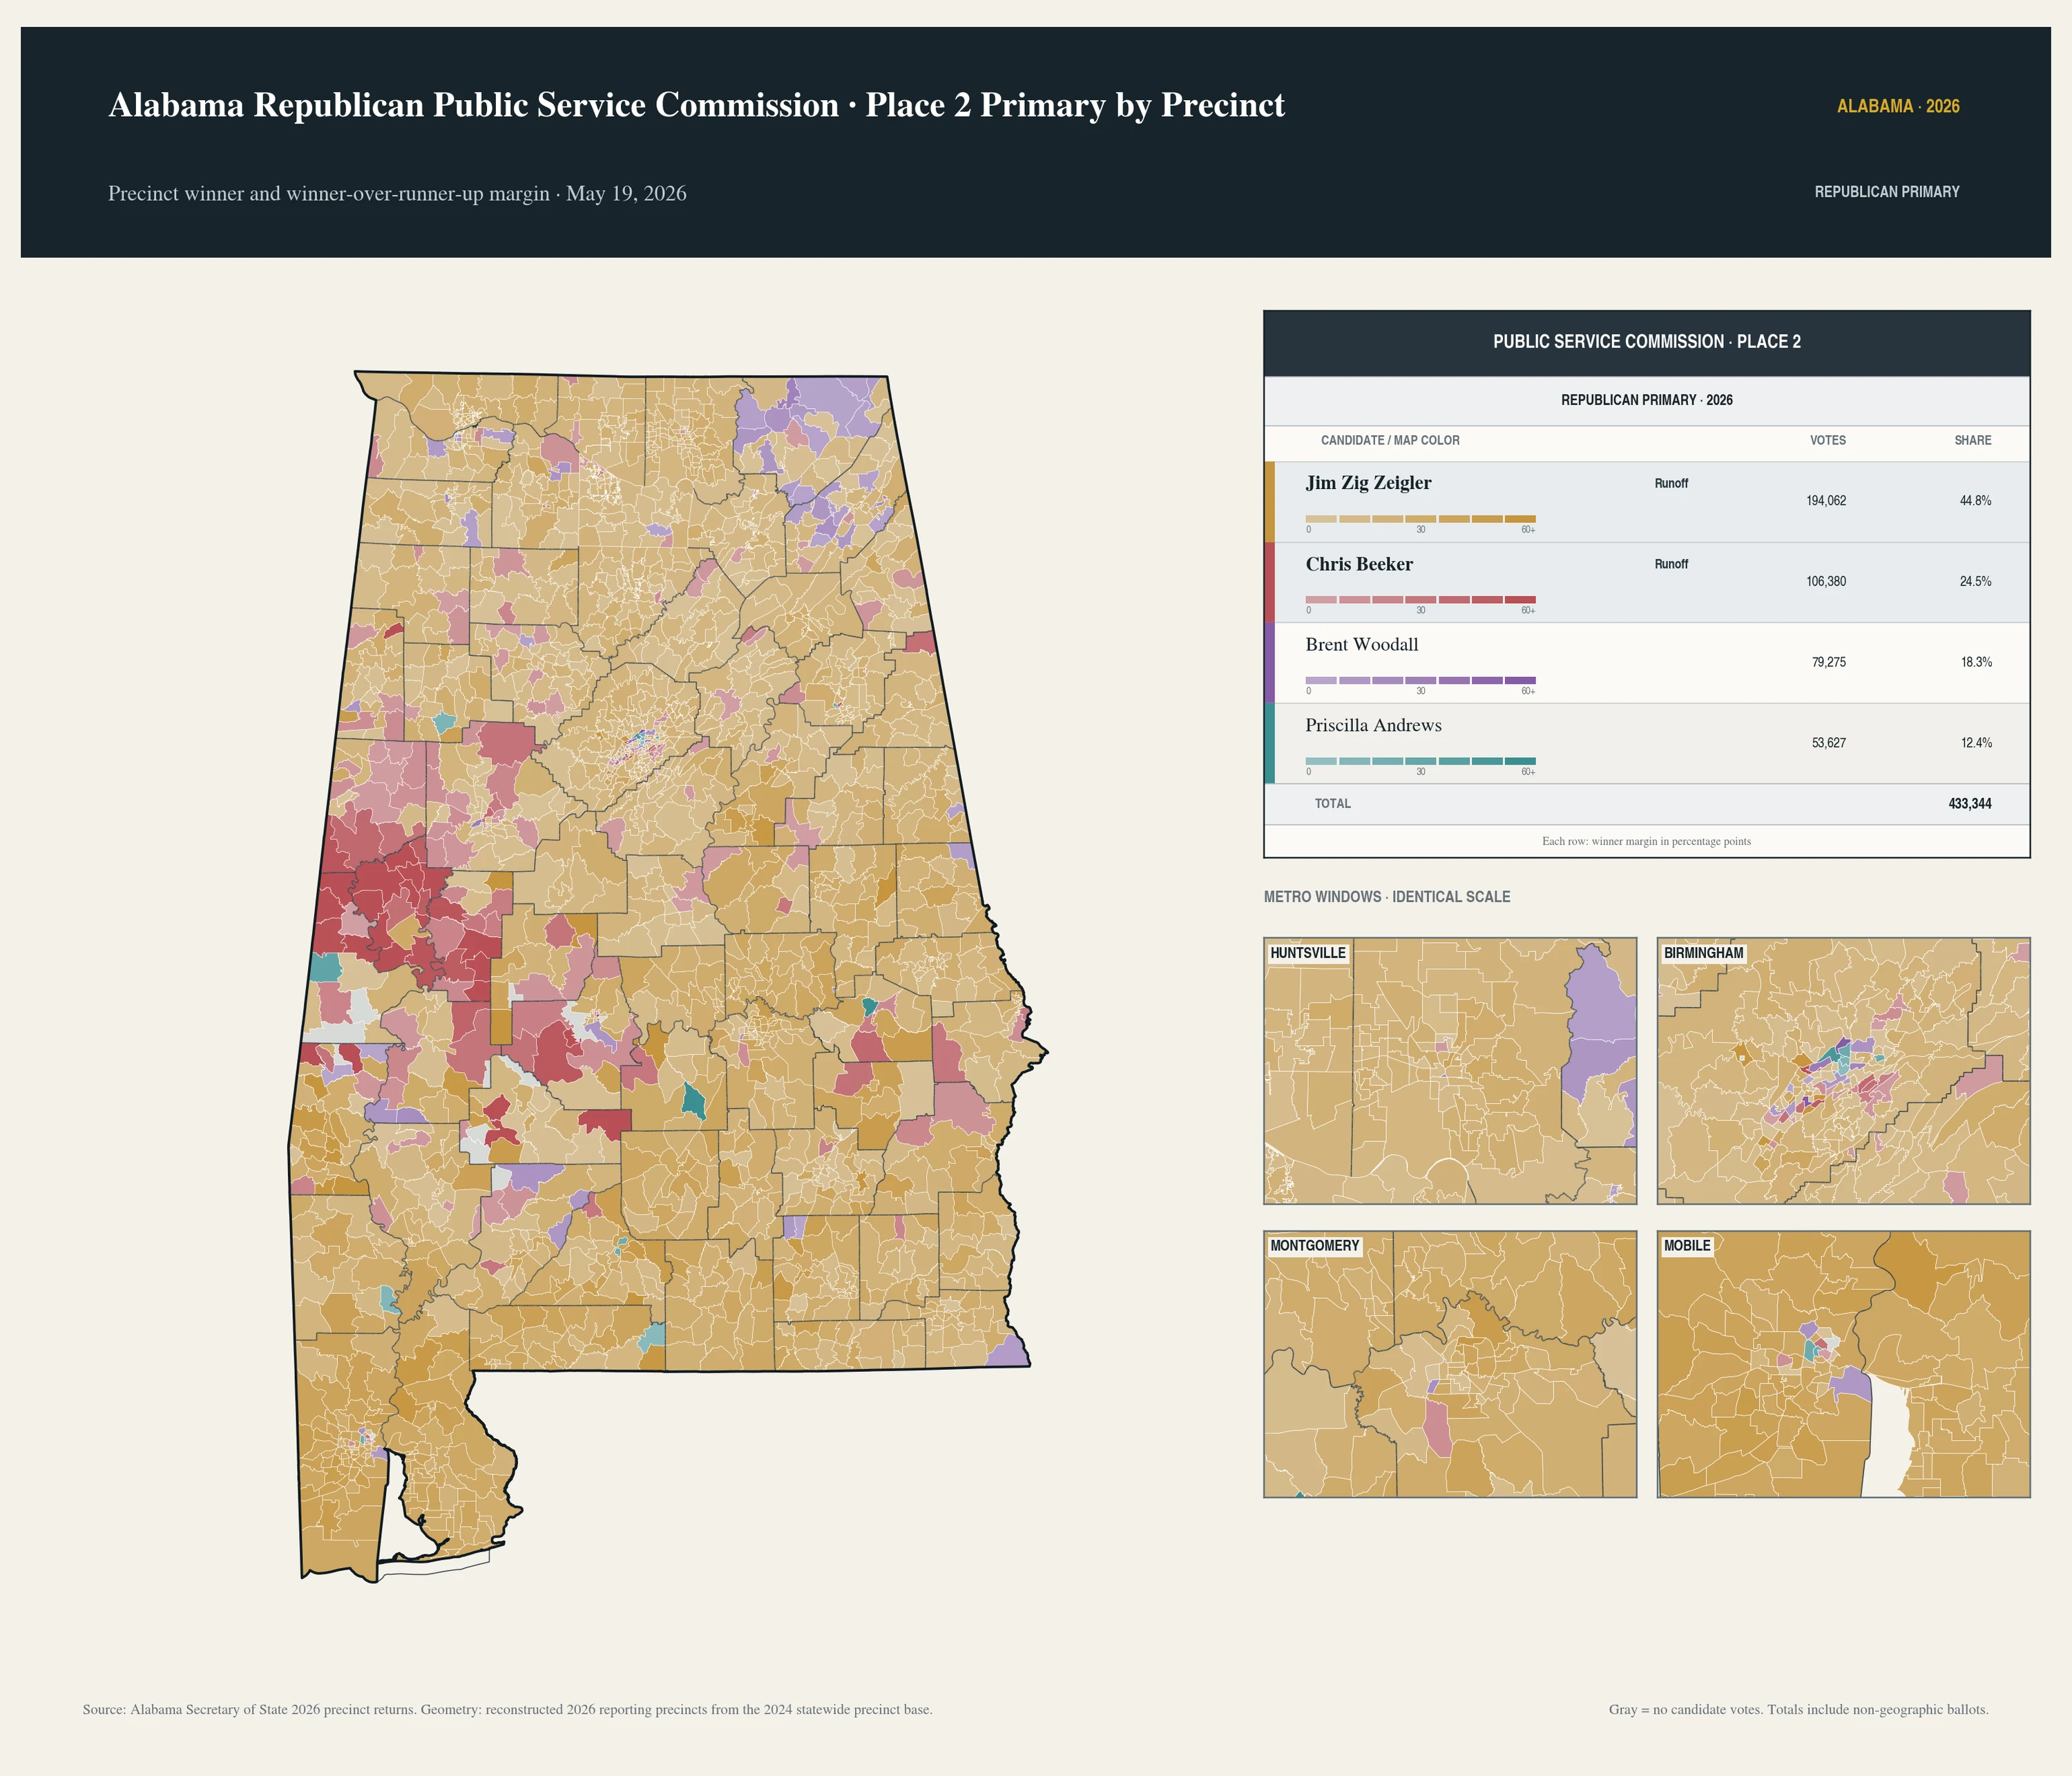 Alabama Republican Public Service Commission · Place 2 Primary by Precinct
ALABAMA · 2026
Precinct winner and winner-over-runner-up margin · May 19, 2026
REPUBLICAN PRIMARY
PUBLIC SERVICE COMMISSION · PLACE 2
REPUBLICAN PRIMARY · 2026
CANDIDATE / MAP COLOR VOTES SHARE
Jim Zig Zeigler Runoff 194,062 44.8%
0 30 60+
Chris Beeker Runoff 106,380 24.5%
0 30 60+
Brent Woodall 79,275 18.3%
0 30 60+
Priscilla Andrews 53,627 12.4%
0 30 60+
TOTAL 433,344
Each row: winner margin in percentage points
METRO WINDOWS · IDENTICAL SCALE
HUNTSVILLE
BIRMINGHAM
MONTGOMERY
MOBILE
Source: Alabama Secretary of State 2026 precinct returns. Geometry: reconstructed 2026 reporting precincts from the 2024 statewide precinct base.
Gray = no candidate votes. Totals include non-geographic ballots.